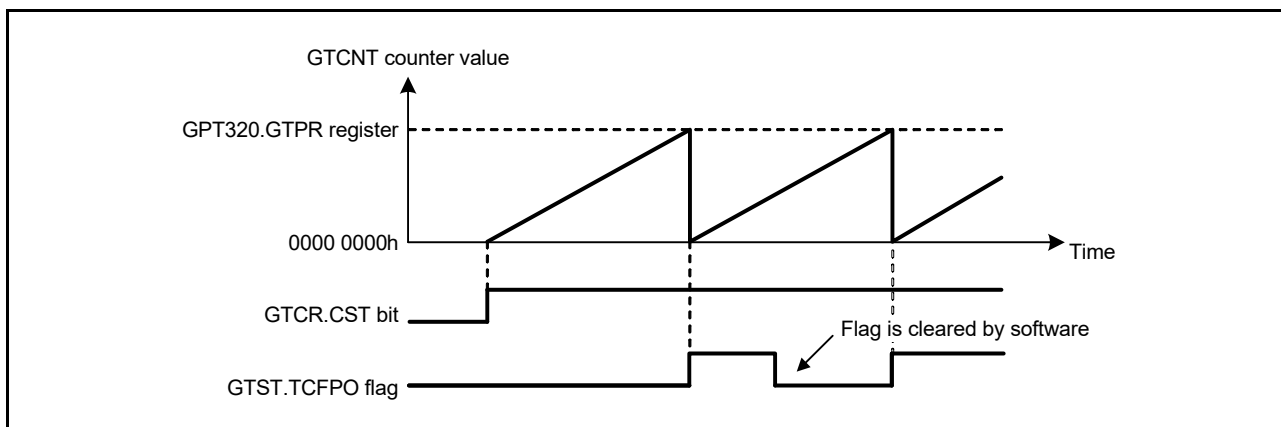 GTCNT counter value
GPT320.GTPR register
0000 0000h
Time
GTCR.CST bit
Flag is cleared by software
GTST.TCFPO flag